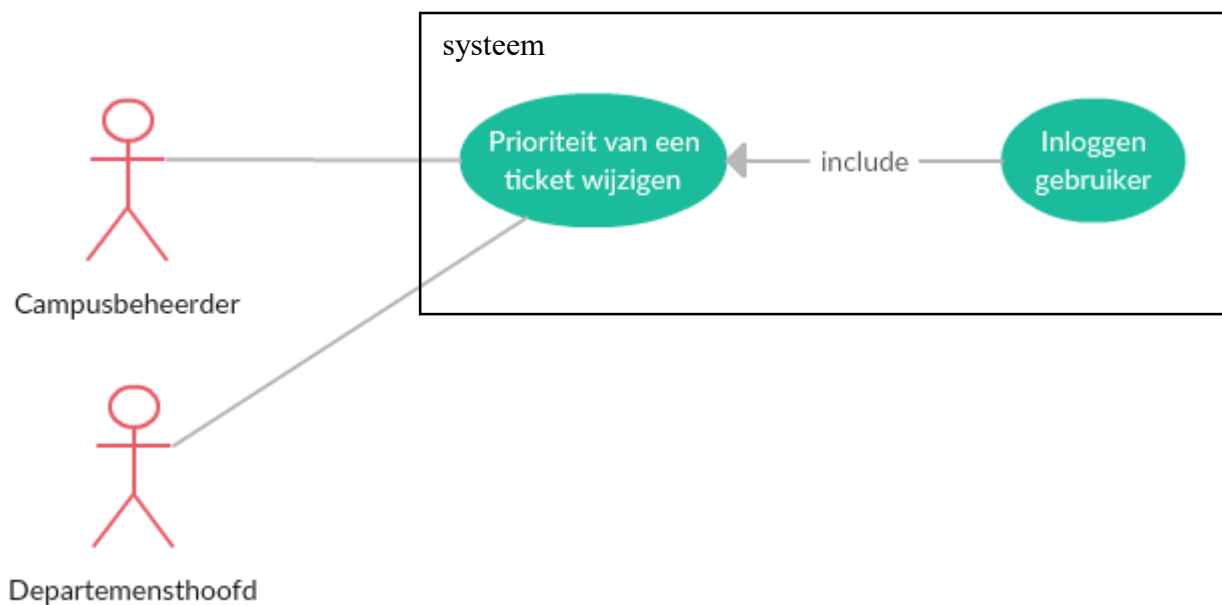 systeem
Prioriteit van een
ticket wijzigen
include
Inloggen
gebruiker
Campusbeheerder
Departemensthoofd